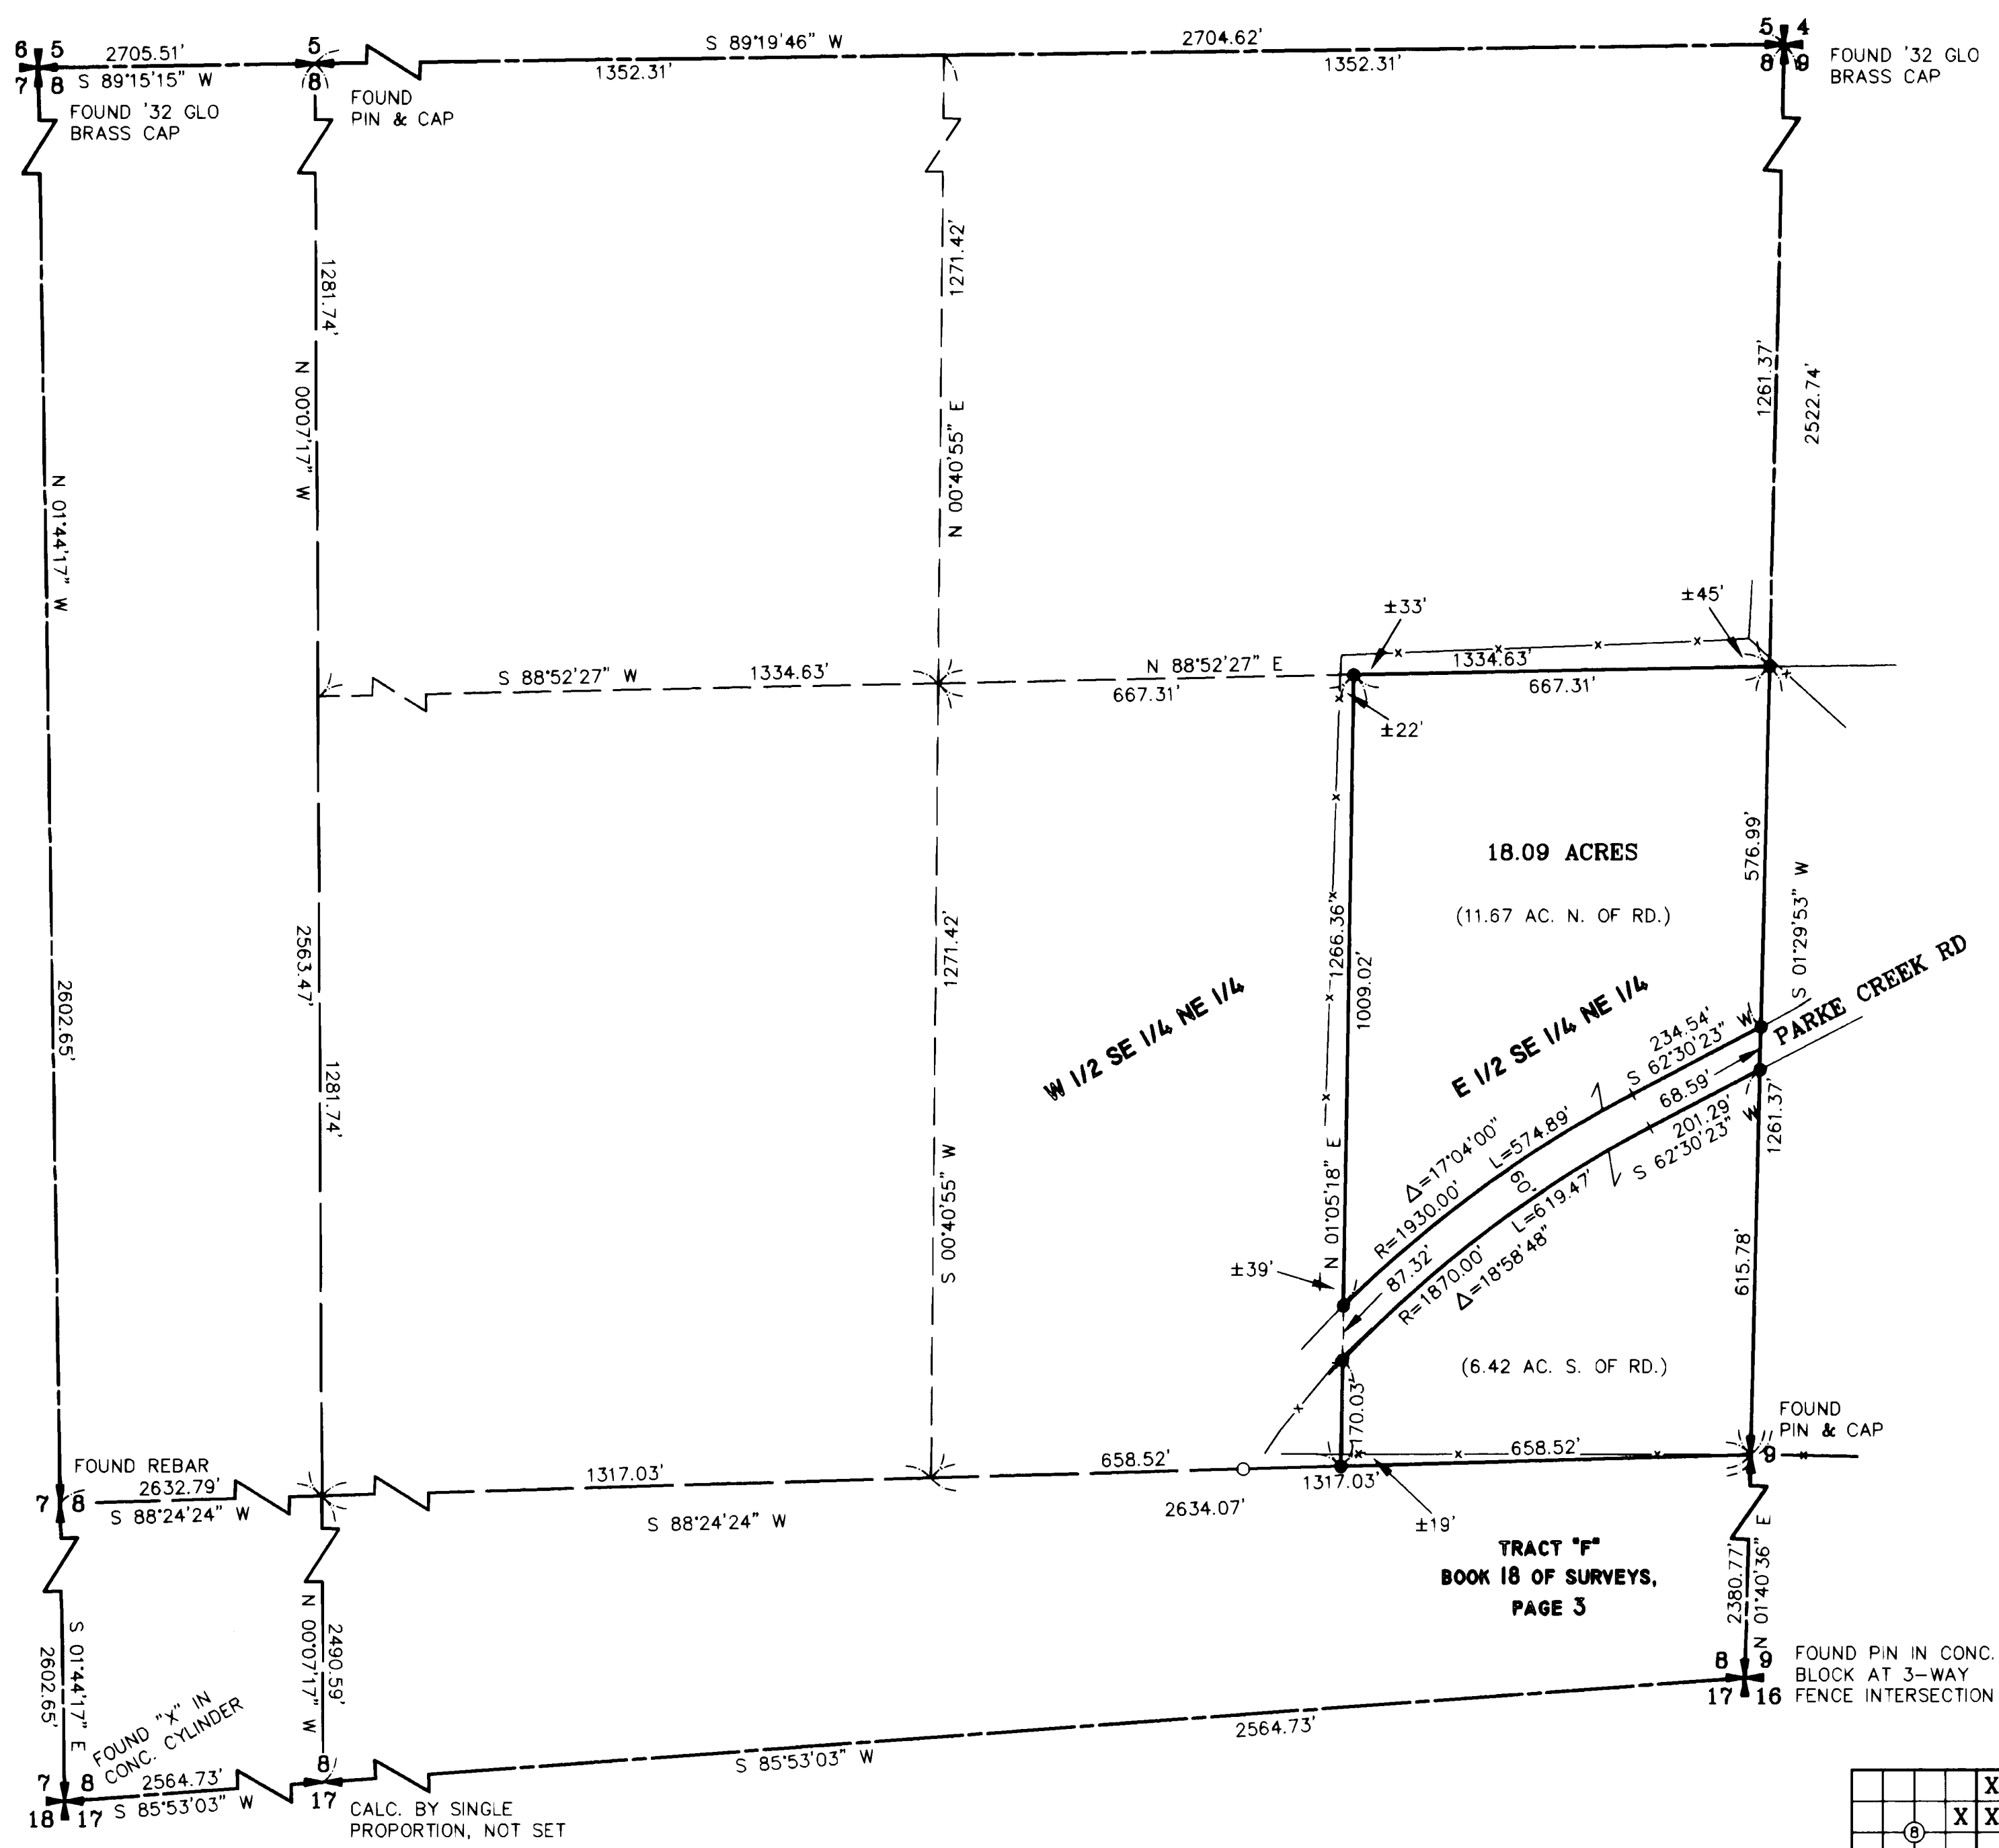 6 5
7 8
2705.51'
S 89°15'15" W
FOUND '32 GLO
BRASS CAP
5
8
FOUND
PIN & CAP
S 89°19'46" W
1352.31'
2704.62'
1352.31'
5 4
8 9
FOUND '32 GLO
BRASS CAP
1281.74'
N 00°07'17" W
1271.42'
N 00°40'55" E
1261.37'
2522.74'
N 01°44'17" W
2602.65'
±33'
±45'
S 88°52'27" W
1334.63'
N 88°52'27" E
667.31'
1334.63'
667.31'
±22'
18.09 ACRES
(11.67 AC. N. OF RD.)
576.99'
S 01°29'53" W
2563.47'
1281.74'
1271.42'
S 00°40'55" W
1266.36'
1009.02'
N 01°05'18" E
W 1/2 SE 1/4 NE 1/4
E 1/2 SE 1/4 NE 1/4
PARKE CREEK RD
234.54'
S 62°30'23" W
68.59'
201.29'
S 62°30'23" W
1261.37'
Δ=17°04'00"
L=574.89'
R=1930.00'
60'
L=619.47'
R=1870.00'
Δ=18°58'48"
87.32'
±39'
615.78'
(6.42 AC. S. OF RD.)
170.03'
FOUND
PIN & CAP
9
FOUND REBAR
7 8
2632.79'
S 88°24'24" W
1317.03'
S 88°24'24" W
658.52'
658.52'
1317.03'
2634.07'
±19'
TRACT "F"
BOOK 18 OF SURVEYS,
PAGE 3
2380.77'
N 01°40'36" E
S 01°44'17" E
2602.65'
N 00°07'17" W
2490.59'
8 9
17 16
FOUND PIN IN CONC.
BLOCK AT 3-WAY
FENCE INTERSECTION
FOUND "X" IN
CONC. CYLINDER
7 8
18 17
2564.73'
S 85°53'03" W
8
17
CALC. BY SINGLE
PROPORTION, NOT SET
S 85°53'03" W
2564.73'
X
X X
8